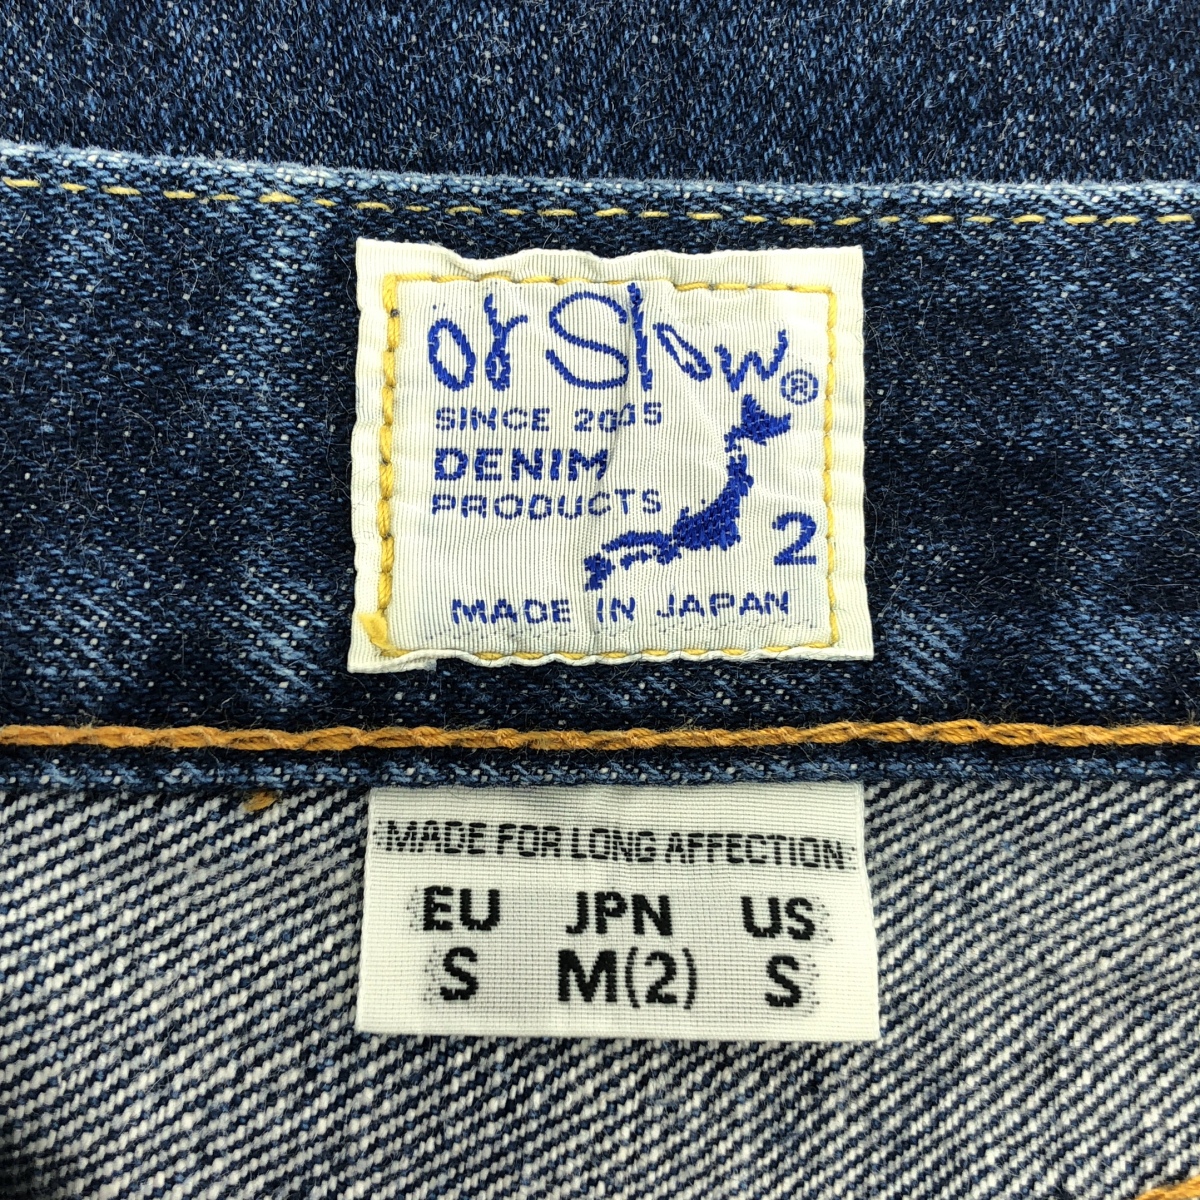 or Slow®
SINCE 2005
DENIM
PRODUCTS
2
MADE IN JAPAN
MADE FOR LONG AFFECTION
EU JPN US
S M(2) S